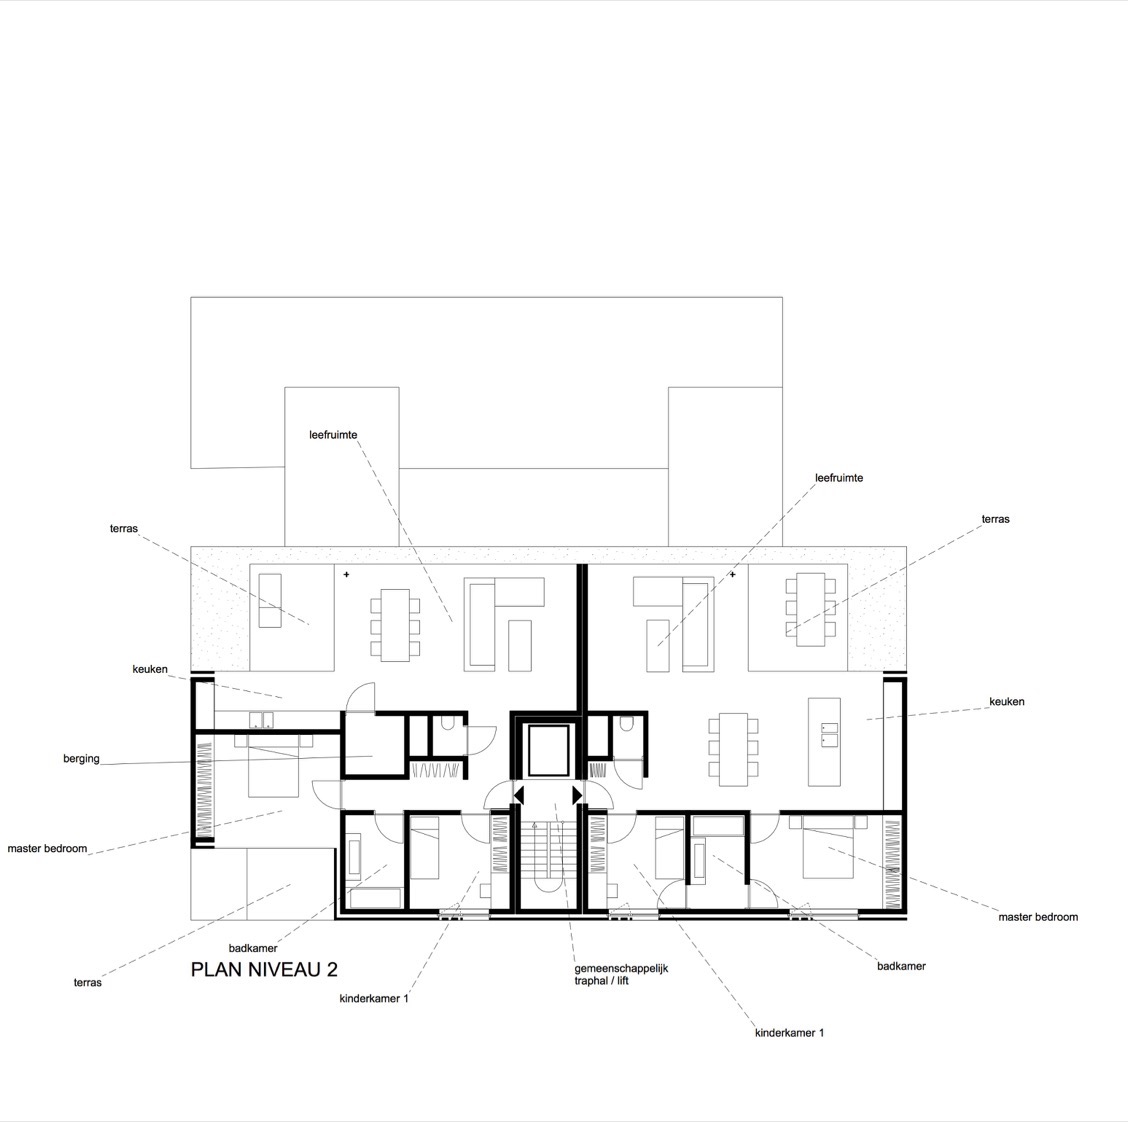 leefruimte
leefruimte
terras
terras
keuken
keuken
berging
master bedroom
master bedroom
badkamer
badkamer
PLAN NIVEAU 2
gemeenschappelijk
traphal / lift
terras
kinderkamer 1
kinderkamer 1